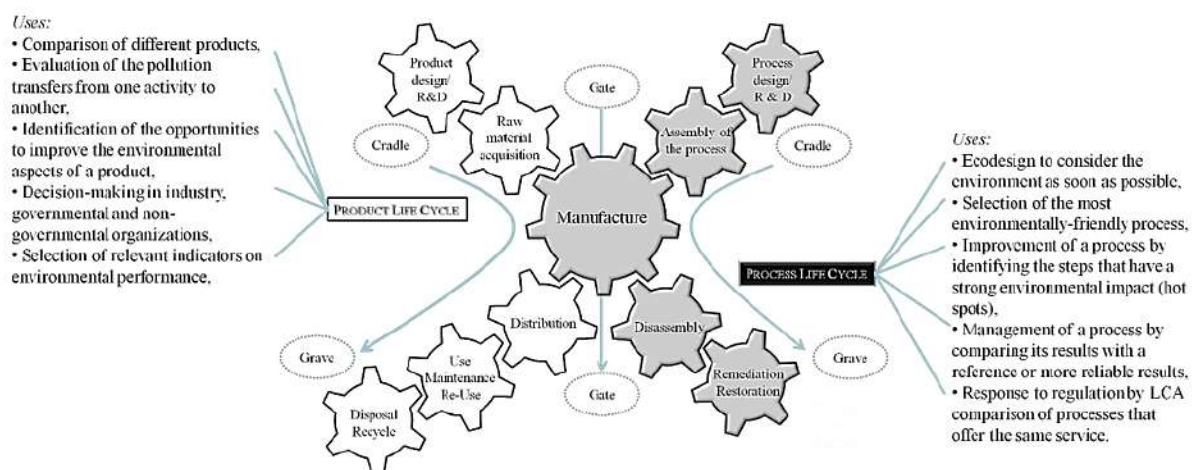 Uses:
• Comparison of different products,
• Evaluation of the pollution
transfers from one activity to
another,
• Identification of the opportunities
to improve the environmental
aspects of a product,
• Decision-making in industry,
governmental and non-
governmental organizations,
• Selection of relevant indicators on
environmental performance,
PRODUCT LIFE CYCLE
Product
design/
R&D
Raw
material
acquisition
Cradle
Gate
Process
design/
R & D
Assembly of
the process
Cradle
Manufacture
Distribution
Use
Maintenance
Re-Use
Disposal
Recycle
Grave
Gate
Disassembly
Remediation
Restoration
Grave
PROCESS LIFE CYCLE
Uses:
• Ecodesign to consider the
environment as soon as possible,
• Selection of the most
environmentally-friendly process,
• Improvement of a process by
identifying the steps that have a
strong environmental impact (hot
spots),
• Management of a process by
comparing its results with a
reference or more reliable results,
• Response to regulation by LCA
comparison of processes that
offer the same service.